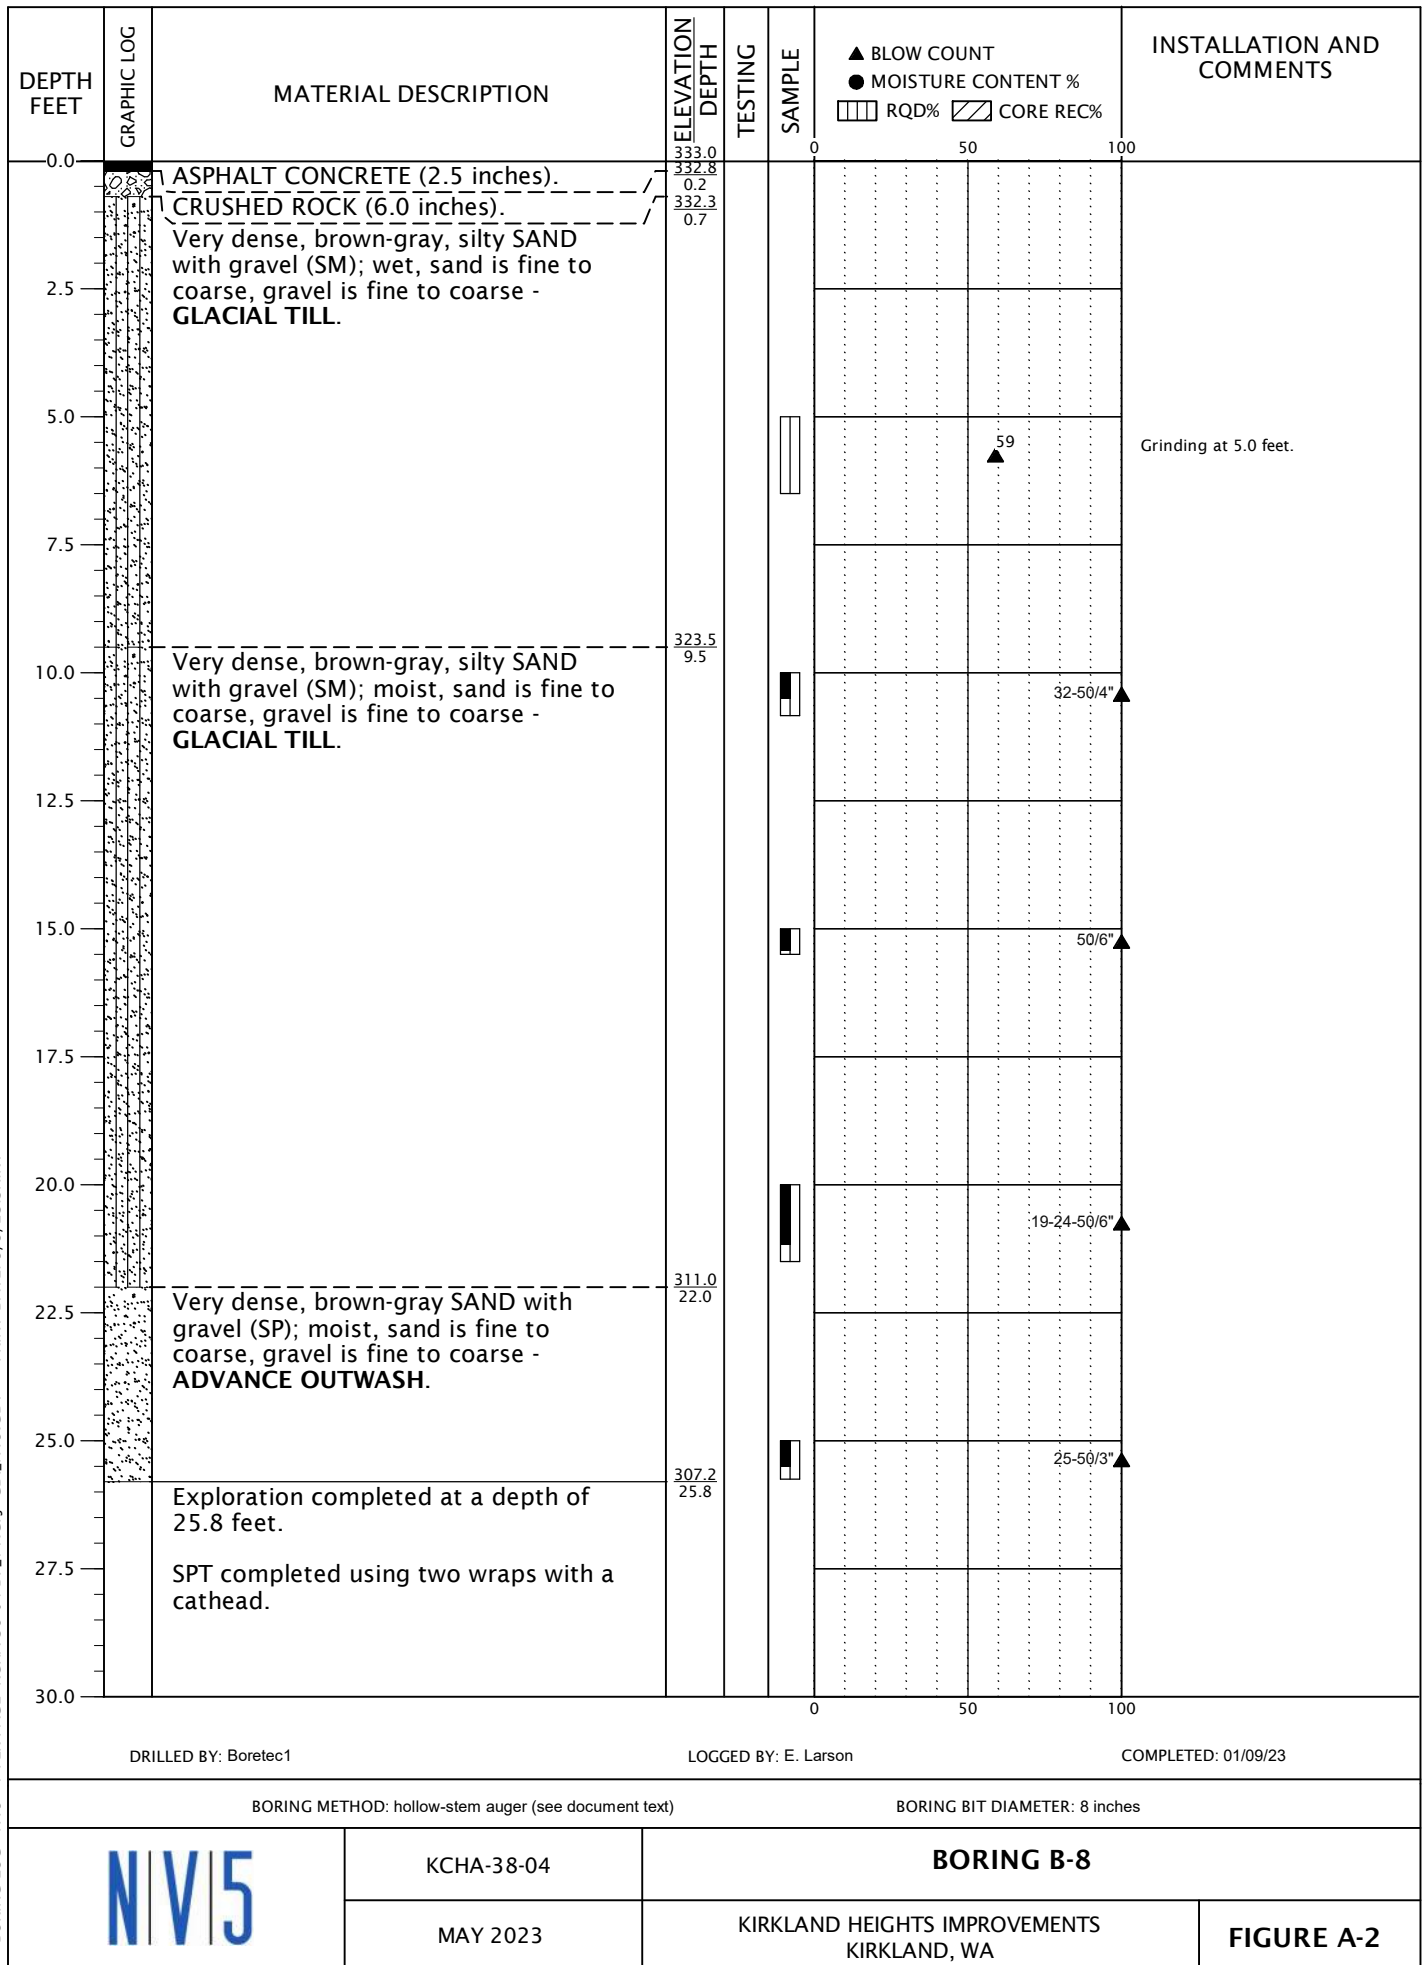 DEPTH
FEET
GRAPHIC LOG
MATERIAL DESCRIPTION
ELEVATION
DEPTH
TESTING
SAMPLE
▲ BLOW COUNT
● MOISTURE CONTENT %
RQD% CORE REC%
INSTALLATION AND
COMMENTS
0 50 100
0.0
333.0
ASPHALT CONCRETE (2.5 inches).
332.8
0.2
CRUSHED ROCK (6.0 inches).
332.3
0.7
Very dense, brown-gray, silty SAND
with gravel (SM); wet, sand is fine to
coarse, gravel is fine to coarse -
GLACIAL TILL.
2.5
5.0
59
Grinding at 5.0 feet.
7.5
323.5
9.5
Very dense, brown-gray, silty SAND
with gravel (SM); moist, sand is fine to
coarse, gravel is fine to coarse -
GLACIAL TILL.
10.0
32-50/4"
12.5
15.0
50/6"
17.5
20.0
19-24-50/6"
311.0
22.0
Very dense, brown-gray SAND with
gravel (SP); moist, sand is fine to
coarse, gravel is fine to coarse -
ADVANCE OUTWASH.
22.5
25.0
25-50/3"
307.2
25.8
Exploration completed at a depth of
25.8 feet.
SPT completed using two wraps with a
cathead.
27.5
30.0
0 50 100
DRILLED BY: Boretec1
LOGGED BY: E. Larson
COMPLETED: 01/09/23
BORING METHOD: hollow-stem auger (see document text)
BORING BIT DIAMETER: 8 inches
N|V|5
KCHA-38-04
BORING B-8
MAY 2023
KIRKLAND HEIGHTS IMPROVEMENTS
KIRKLAND, WA
FIGURE A-2